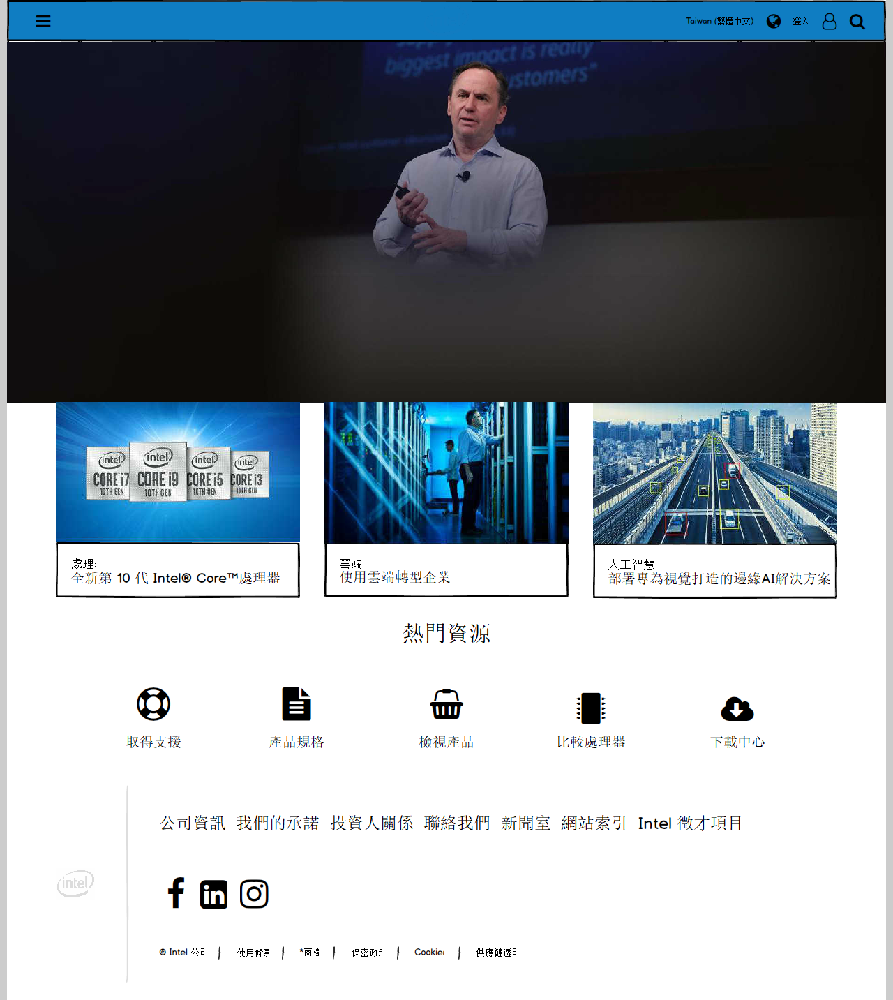 Taiwan (繁體中文) 登入
biggest impact is really
customers"
intel
CORE i7
10TH GEN
intel
CORE i9
10TH GEN
intel
CORE i5
10TH GEN
intel
CORE i3
10TH GEN
處理:
全新第 10 代 Intel® Core™處理器
雲端
使用雲端轉型企業
人工智慧
部署專為視覺打造的邊緣AI解決方案
熱門資源
取得支援 產品規格 檢視產品 比較處理器 下載中心
公司資訊 我們的承諾 投資人關係 聯絡我們 新聞室 網站索引 Intel 徵才項目
intel
in
© Intel 公司 | 使用條款 | *商標 | 保密政策 | Cookie | 供應鏈透明